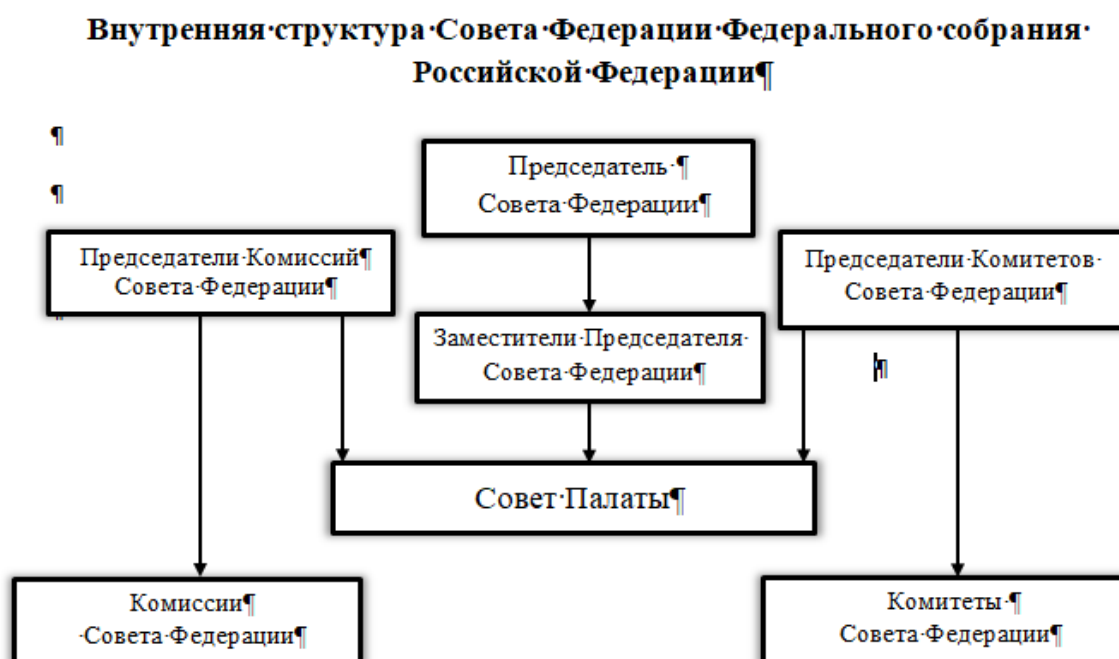 Внутренняя·структура·Совета·Федерации·Федерального·собрания·
Российской·Федерации¶
¶
¶
Председатель·¶
Совета·Федерации¶
Председатели·Комиссий¶
Совета·Федерации¶
Председатели·Комитетов·
Совета·Федерации¶
Заместители·Председателя·
Совета·Федерации¶
¶
Совет·Палаты¶
Комиссии¶
·Совета·Федерации¶
Комитеты·¶
Совета·Федерации¶